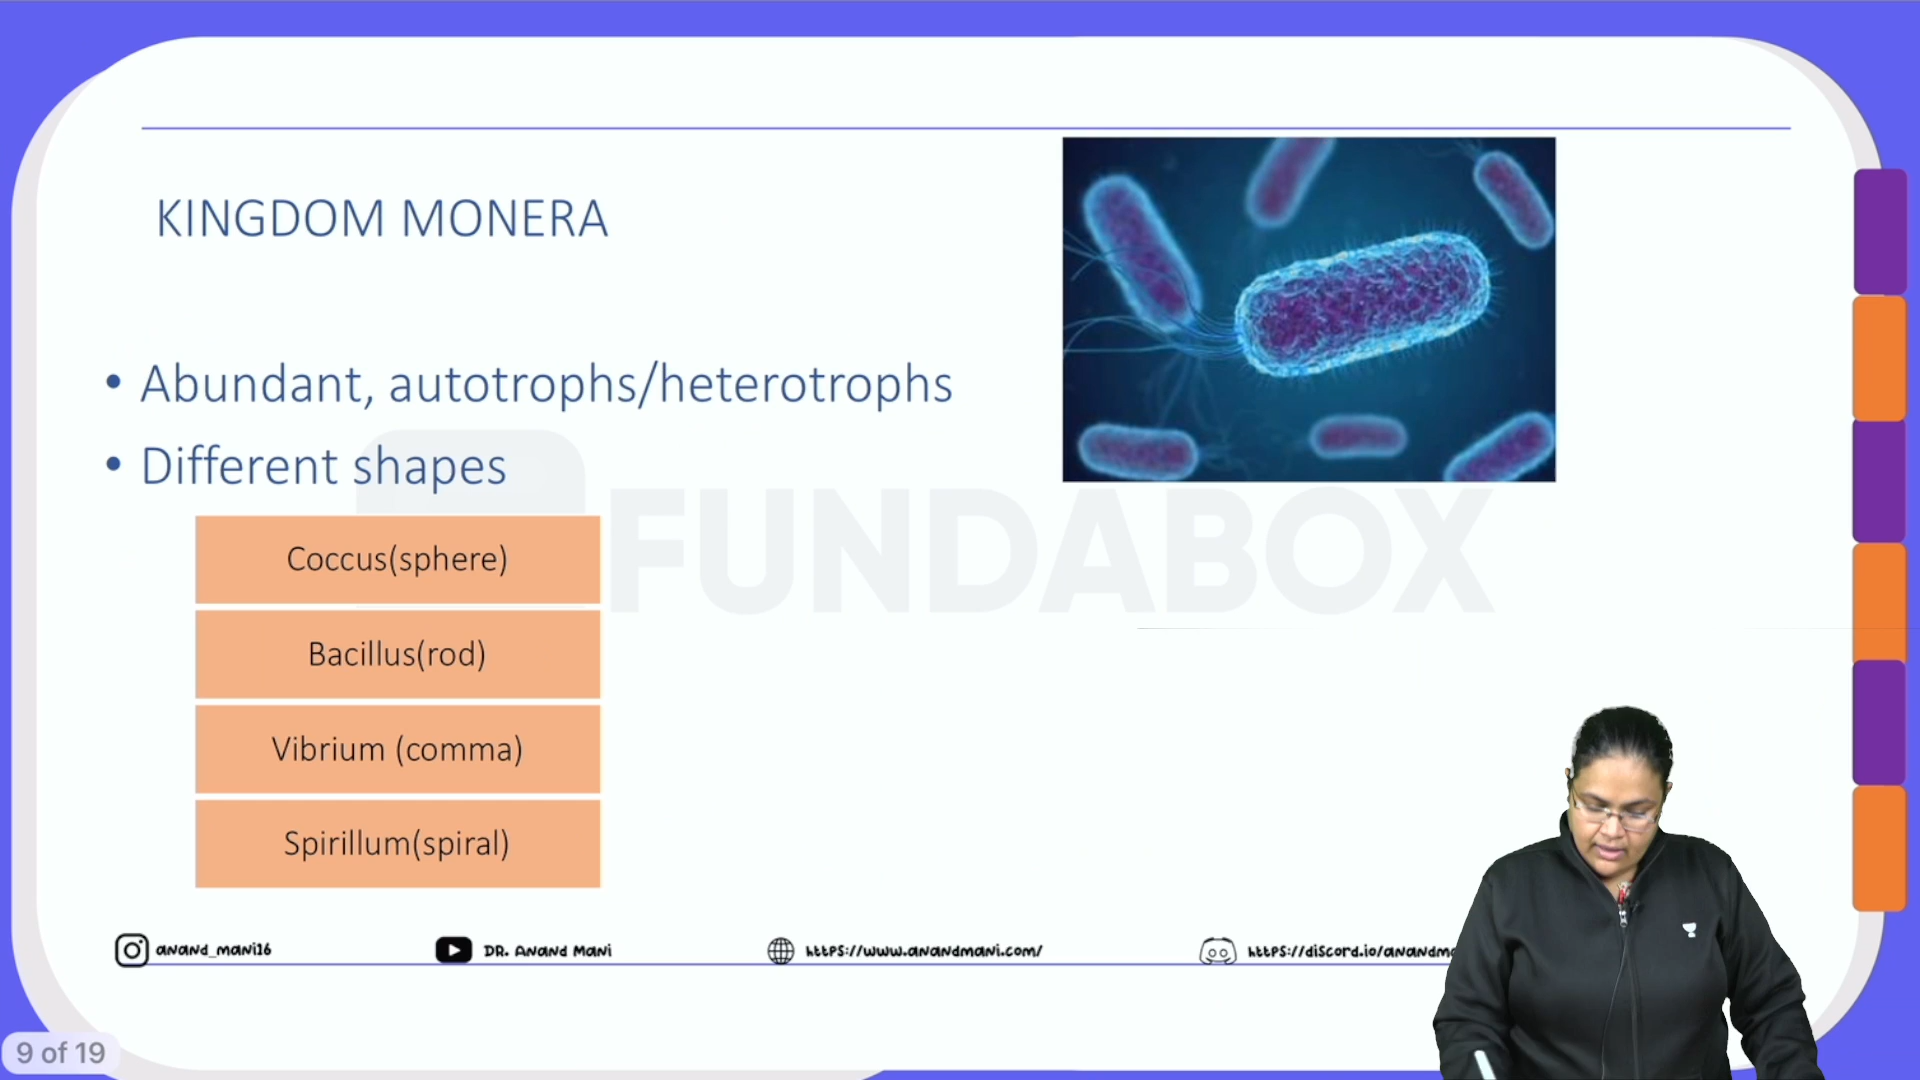 KINGDOM MONERA
• Abundant, autotrophs/heterotrophs
• Different shapes
FUNDABOX
Coccus(sphere)
Bacillus(rod)
Vibrium (comma)
Spirillum(spiral)
anand_mani16 DR. Anand Mani https://www.anandmani.com/ https://discord.io/anandm
9 of 19